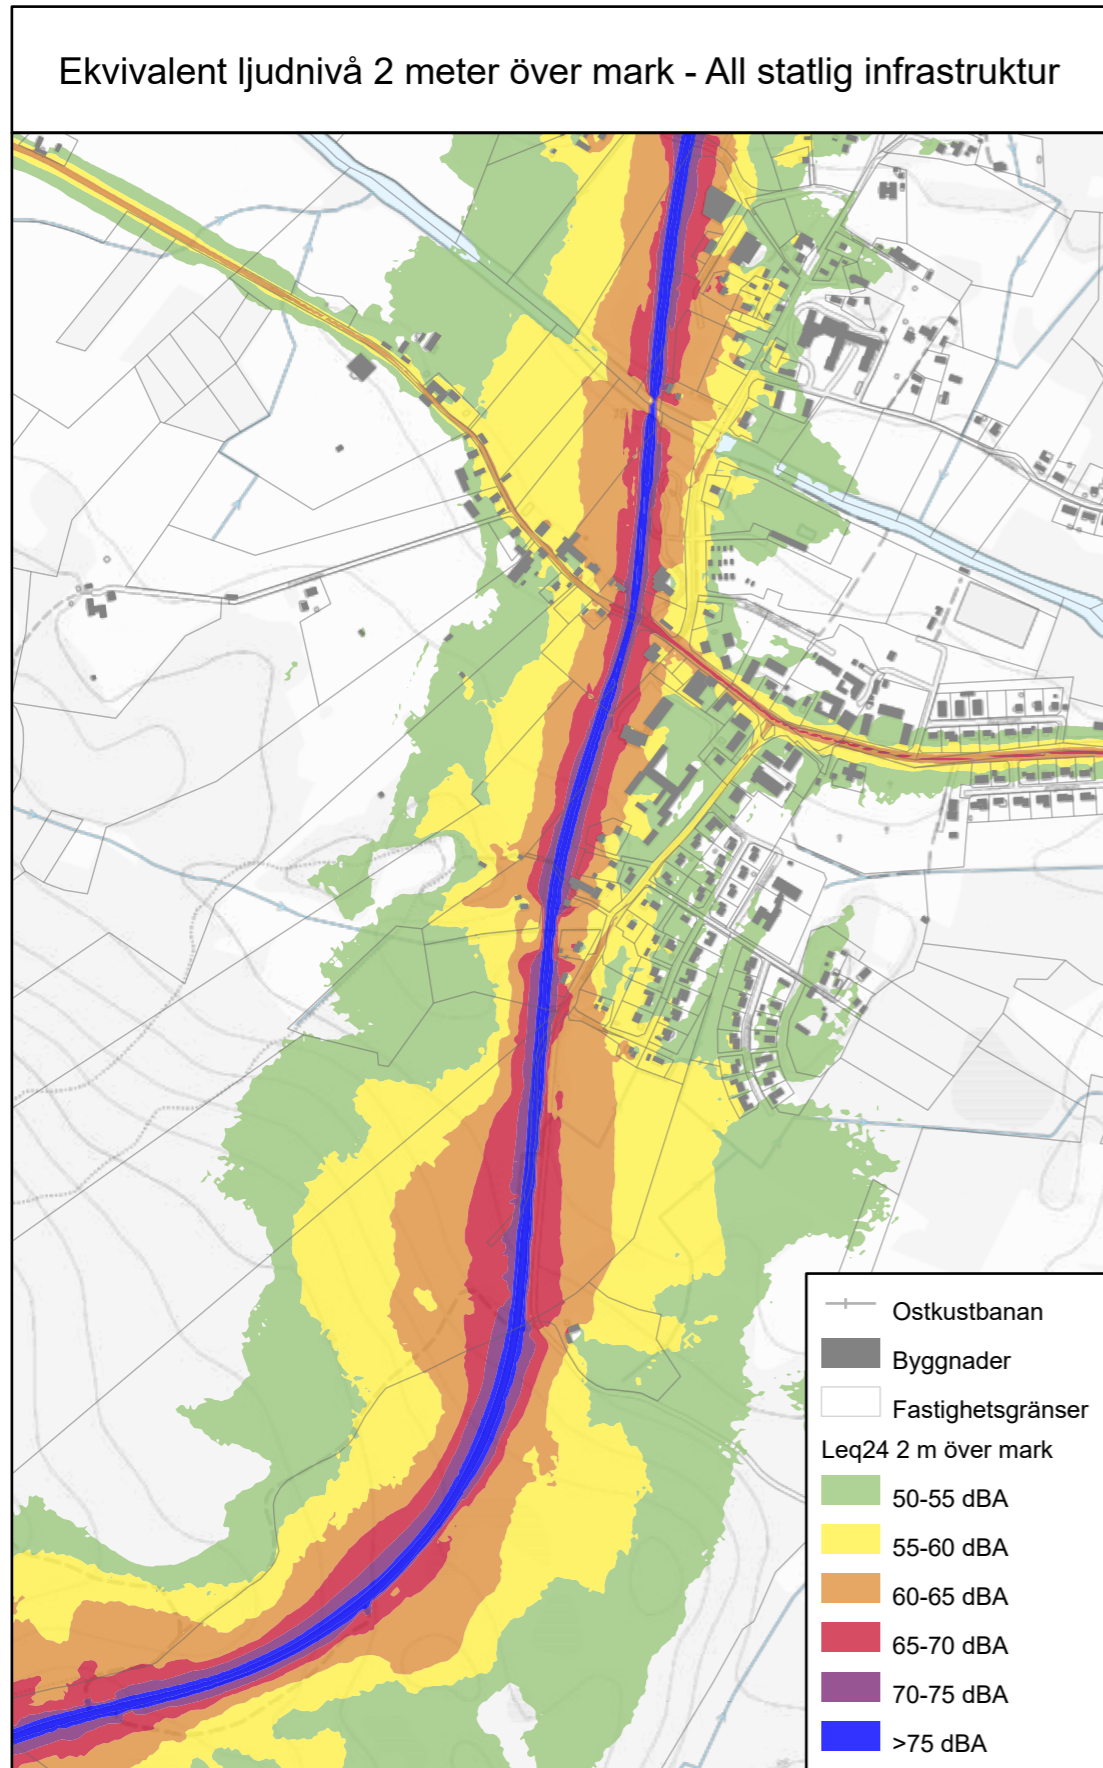 Ekvivalent ljudnivå 2 meter över mark - All statlig infrastruktur
Ostkustbanan
Byggnader
Fastighetsgränser
Leq24 2 m över mark
50-55 dBA
55-60 dBA
60-65 dBA
65-70 dBA
70-75 dBA
>75 dBA